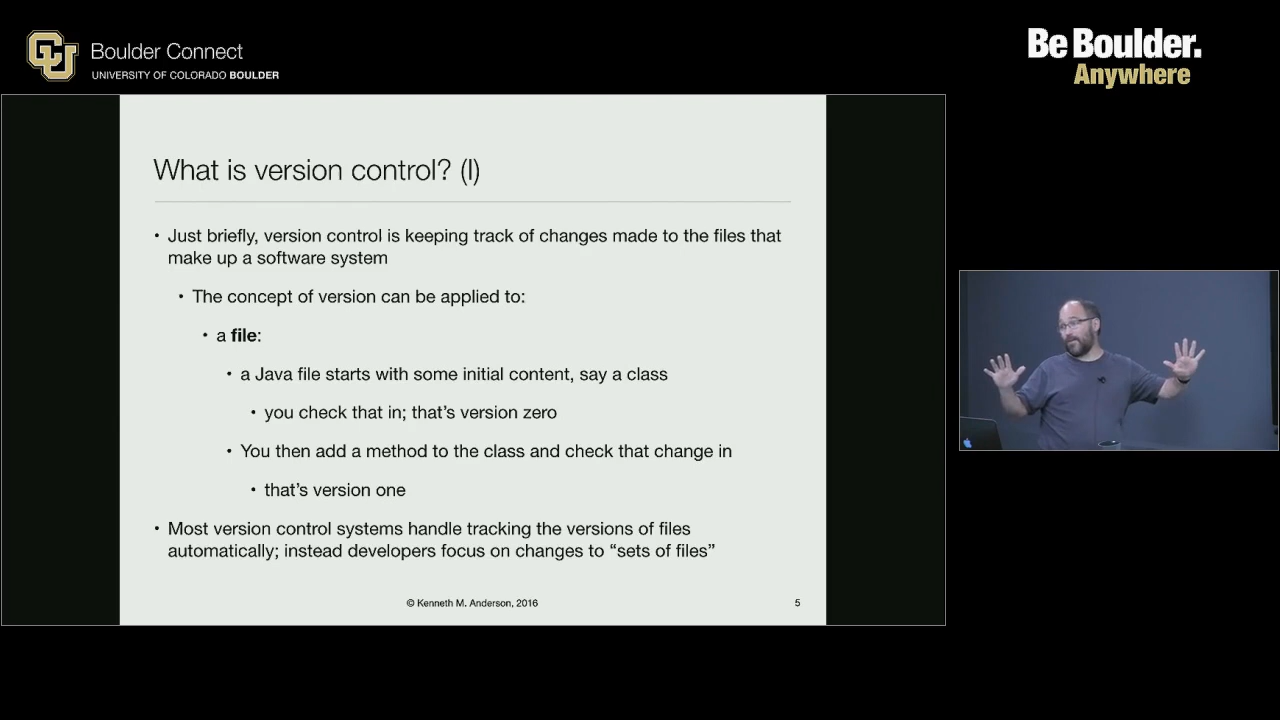 Boulder Connect
UNIVERSITY OF COLORADO BOULDER
Be Boulder.
Anywhere
What is version control? (I)
• Just briefly, version control is keeping track of changes made to the files that
make up a software system
• The concept of version can be applied to:
• a file:
• a Java file starts with some initial content, say a class
• you check that in; that’s version zero
• You then add a method to the class and check that change in
• that’s version one
• Most version control systems handle tracking the versions of files
automatically; instead developers focus on changes to “sets of files”
© Kenneth M. Anderson, 2016
5